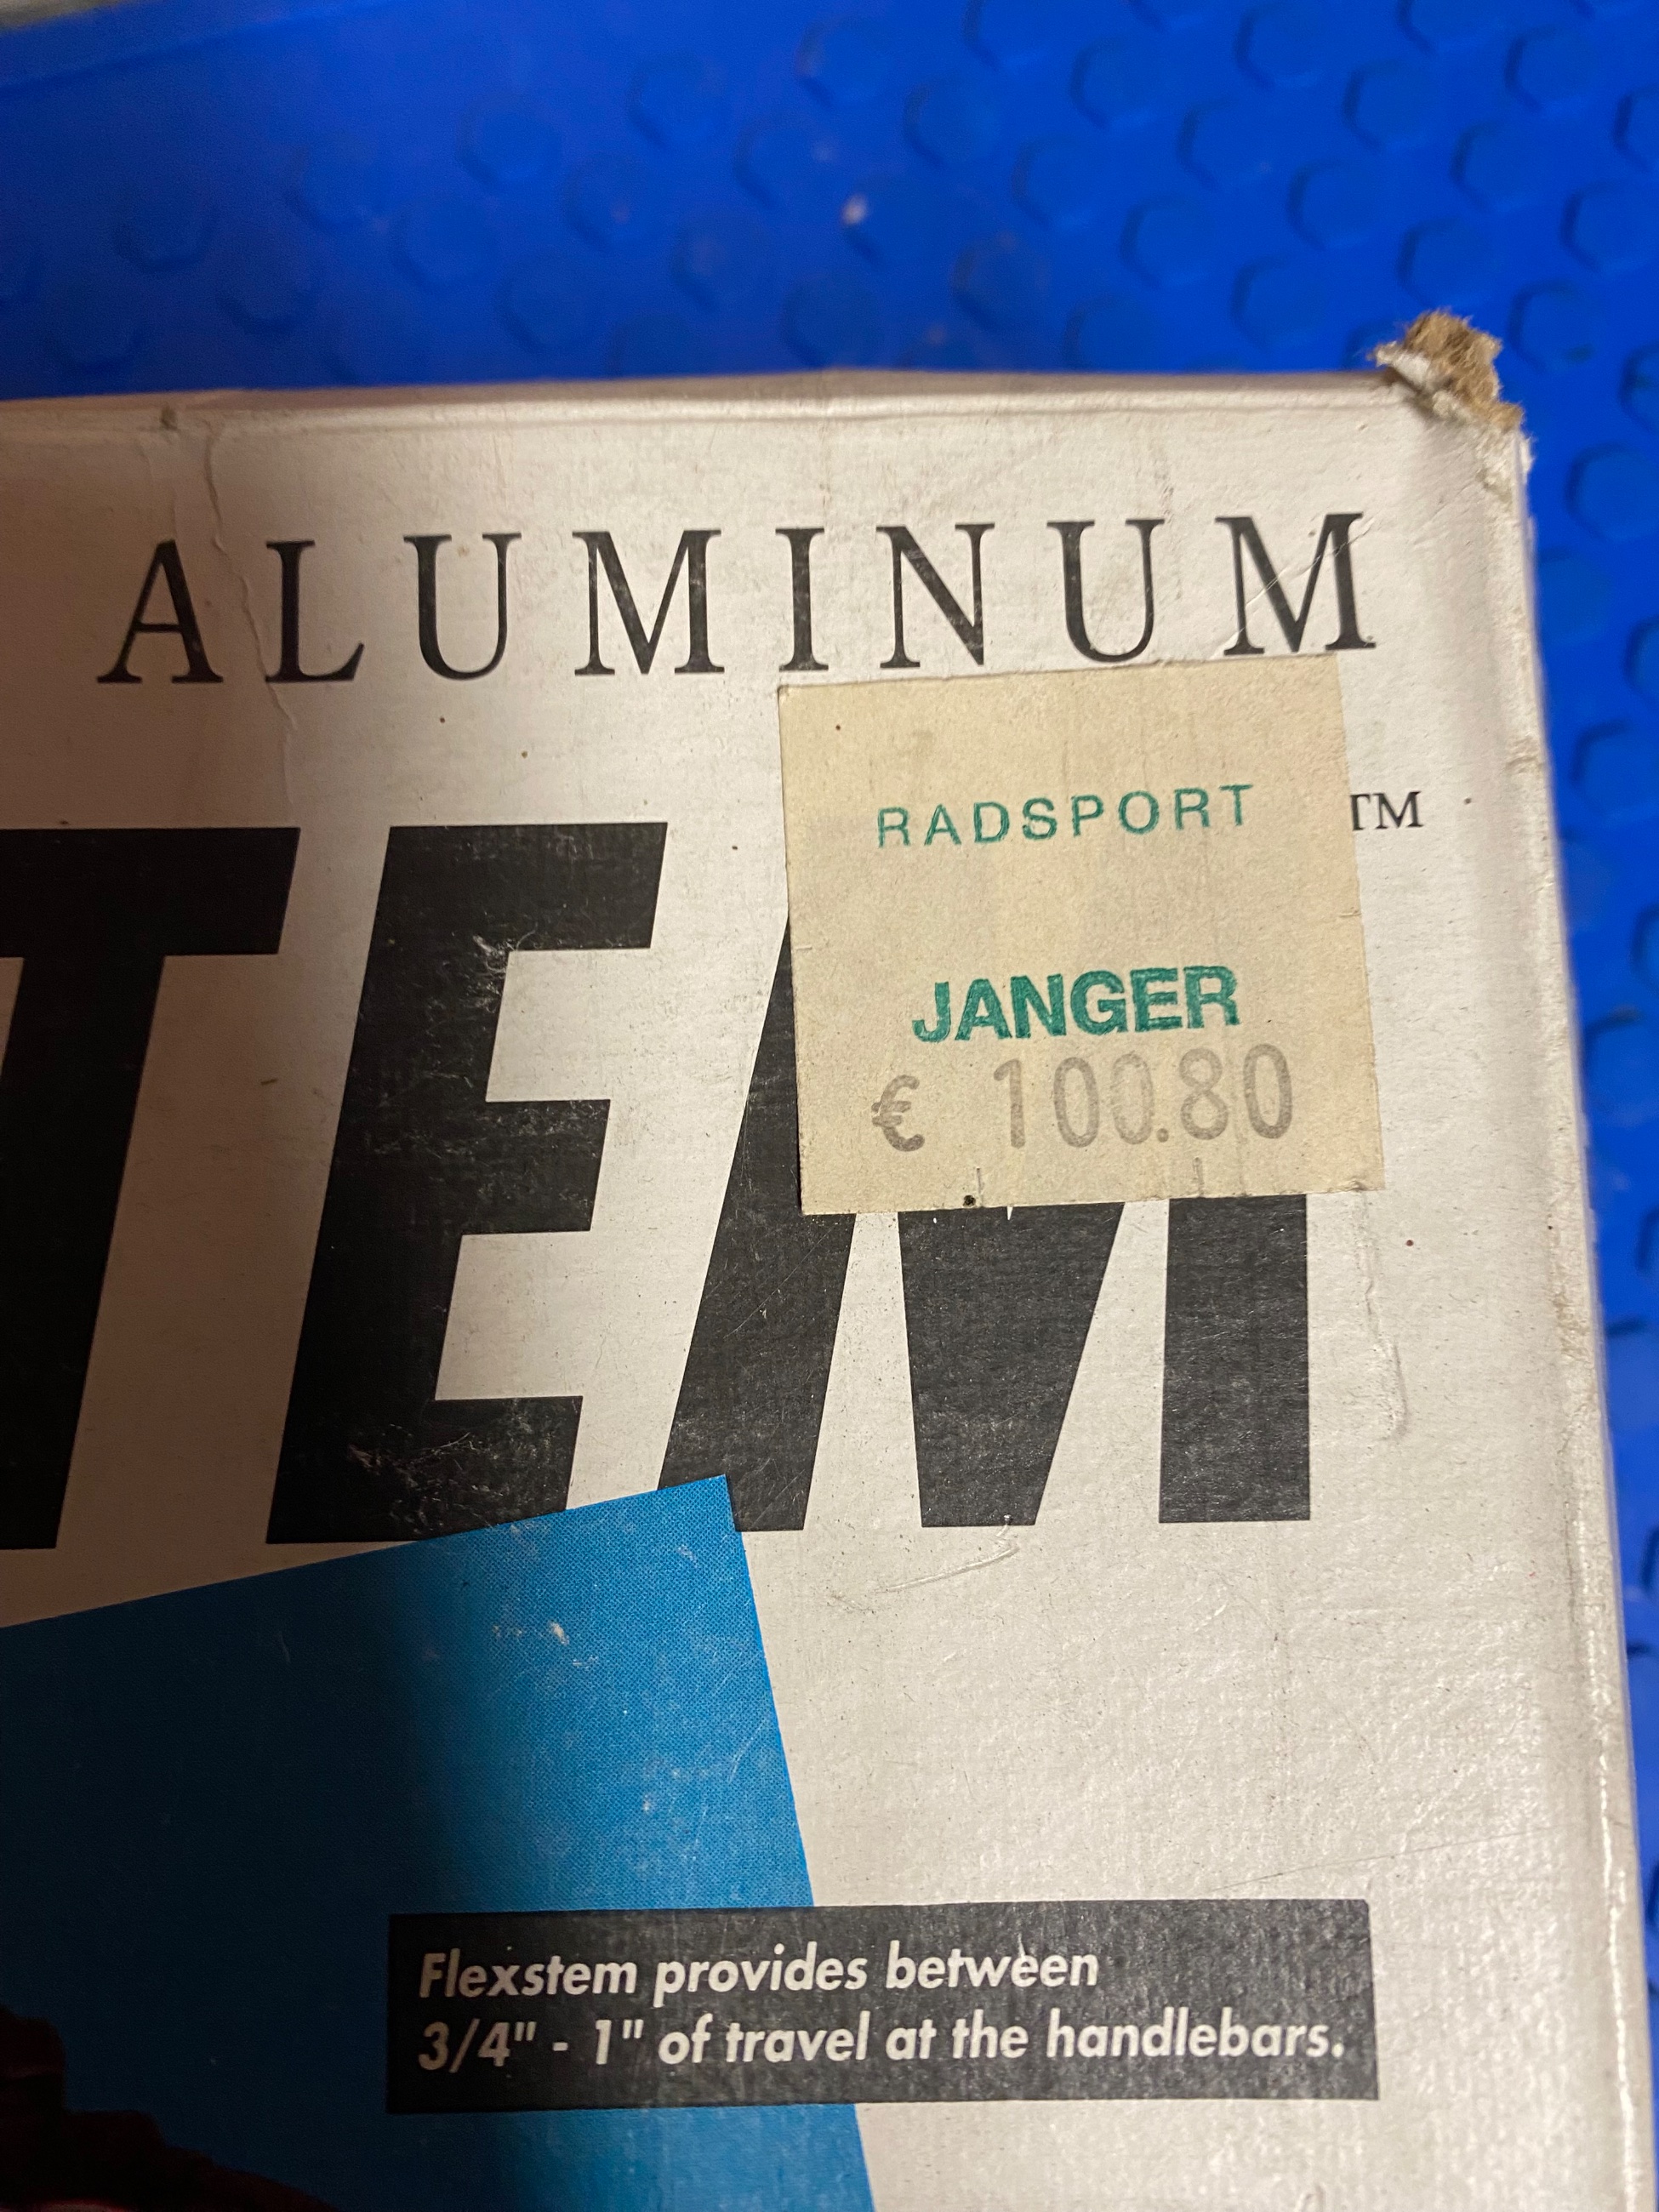 ALUMINUM
TEM
TM
RADSPORT
JANGER
€ 100.80
Flexstem provides between
3/4" - 1" of travel at the handlebars.